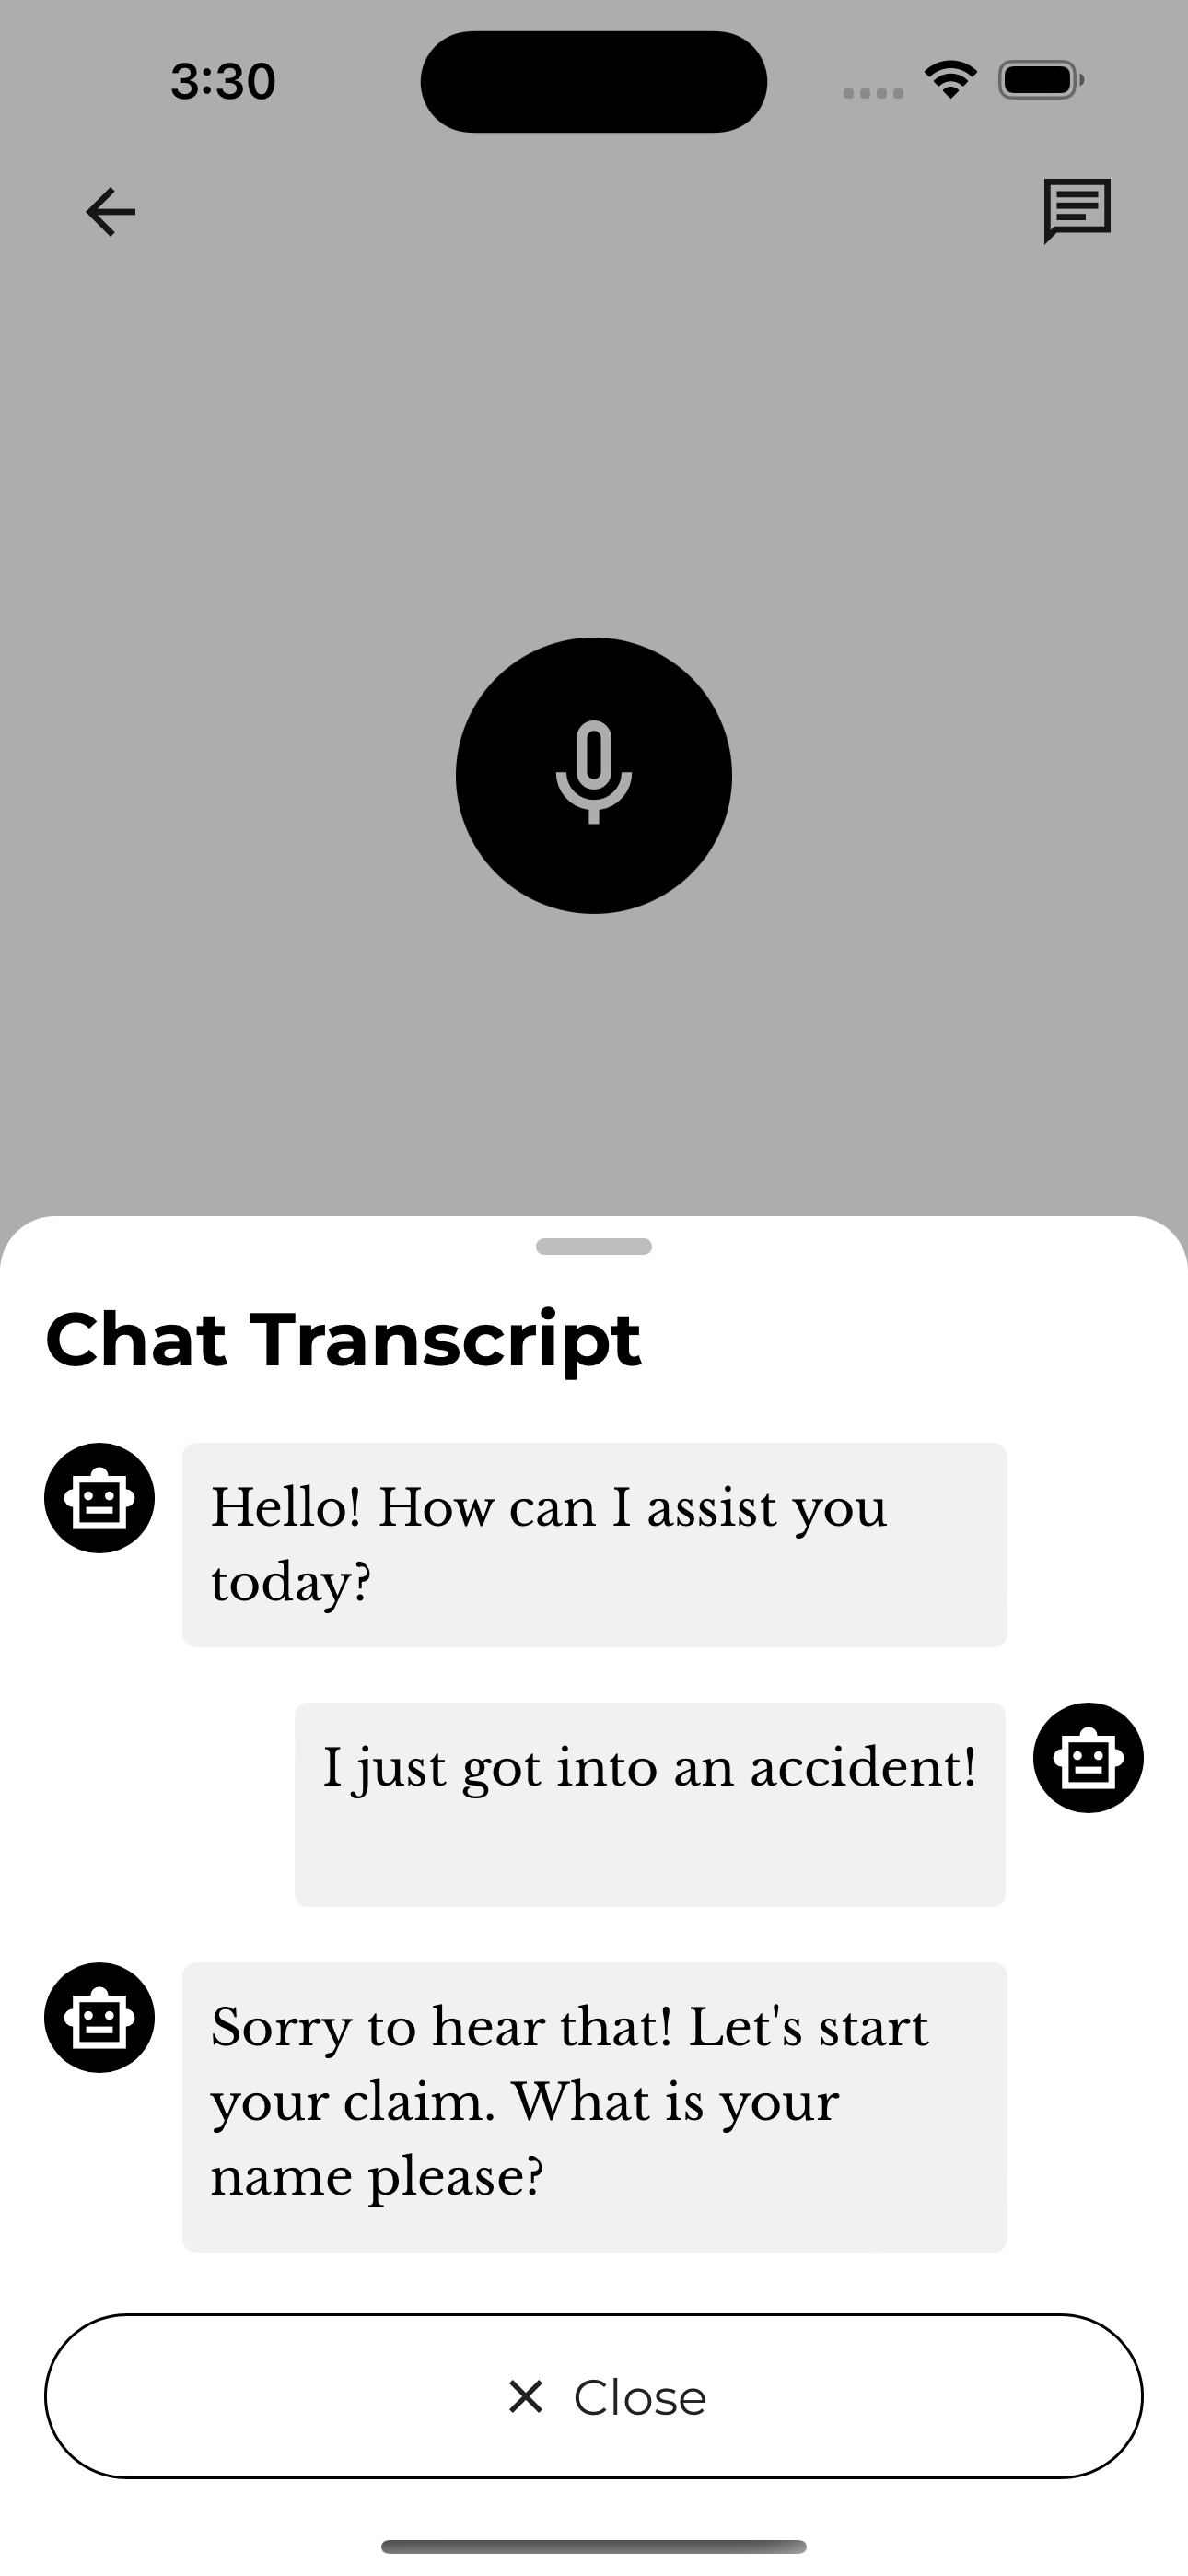 3:30
Chat Transcript
Hello! How can I assist you
today?
I just got into an accident!
Sorry to hear that! Let's start
your claim. What is your
name please?
Close